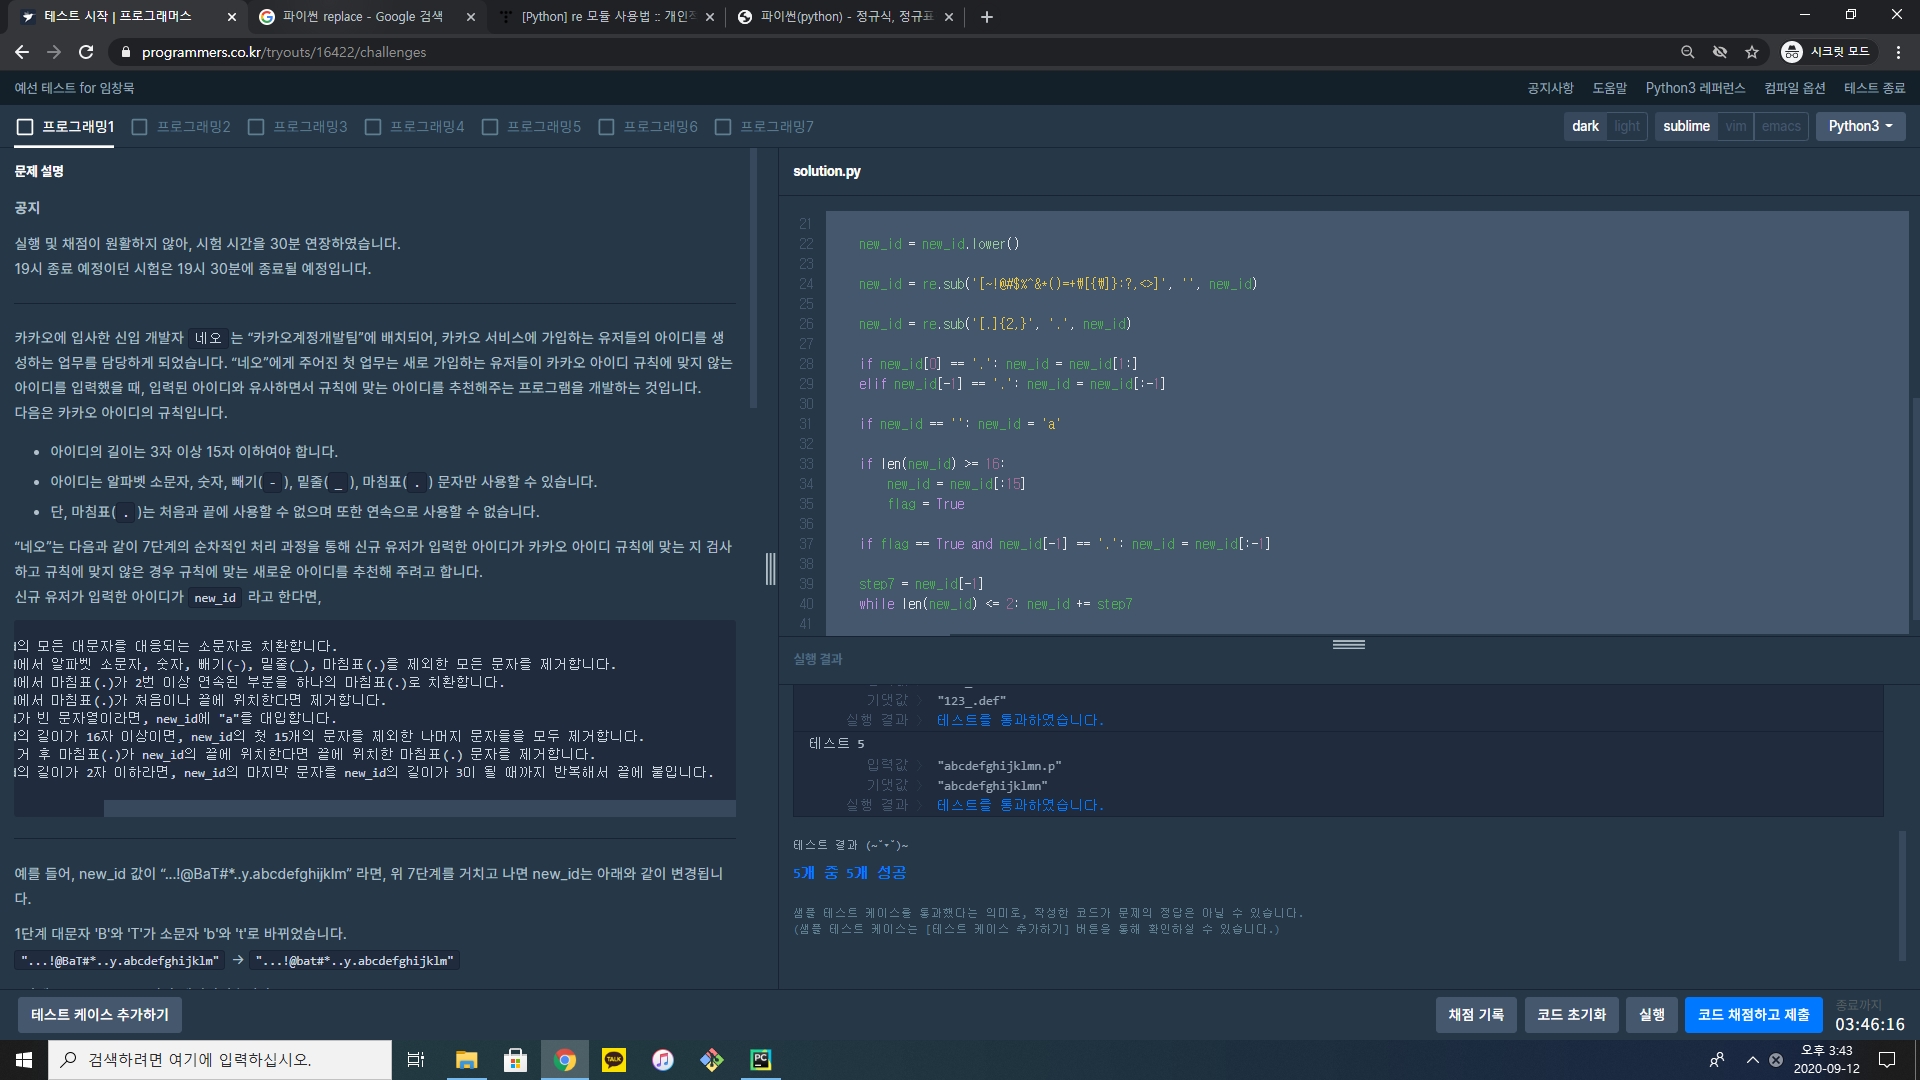 테스트 시작 | 프로그래머스
파이썬 replace - Google 검색
[Python] re 모듈 사용법 :: 개인적
파이썬(python) - 정규식, 정규표
programmers.co.kr/tryouts/16422/challenges
시크릿 모드
예선 테스트 for 임창묵
공지사항 도움말 Python3 레퍼런스 컴파일 옵션 테스트 종료
프로그래밍1 프로그래밍2 프로그래밍3 프로그래밍4 프로그래밍5 프로그래밍6 프로그래밍7
dark light sublime vim emacs Python3
문제 설명
공지
실행 및 채점이 원활하지 않아, 시험 시간을 30분 연장하였습니다.
19시 종료 예정이던 시험은 19시 30분에 종료될 예정입니다.
카카오에 입사한 신입 개발자 네오 는 “카카오계정개발팀”에 배치되어, 카카오 서비스에 가입하는 유저들의 아이디를 생
성하는 업무를 담당하게 되었습니다. “네오”에게 주어진 첫 업무는 새로 가입하는 유저들이 카카오 아이디 규칙에 맞지 않는
아이디를 입력했을 때, 입력된 아이디와 유사하면서 규칙에 맞는 아이디를 추천해주는 프로그램을 개발하는 것입니다.
다음은 카카오 아이디의 규칙입니다.
아이디의 길이는 3자 이상 15자 이하여야 합니다.
아이디는 알파벳 소문자, 숫자, 빼기( - ), 밑줄( _ ), 마침표( . ) 문자만 사용할 수 있습니다.
단, 마침표( . )는 처음과 끝에 사용할 수 없으며 또한 연속으로 사용할 수 없습니다.
“네오”는 다음과 같이 7단계의 순차적인 처리 과정을 통해 신규 유저가 입력한 아이디가 카카오 아이디 규칙에 맞는 지 검사
하고 규칙에 맞지 않은 경우 규칙에 맞는 새로운 아이디를 추천해 주려고 합니다.
신규 유저가 입력한 아이디가 new_id 라고 한다면,
의 모든 대문자를 대응되는 소문자로 치환합니다.
에서 알파벳 소문자, 숫자, 빼기(-), 밑줄(_), 마침표(.)를 제외한 모든 문자를 제거합니다.
에서 마침표(.)가 2번 이상 연속된 부분을 하나의 마침표(.)로 치환합니다.
에서 마침표(.)가 처음이나 끝에 위치한다면 제거합니다.
가 빈 문자열이라면, new_id에 "a"를 대입합니다.
의 길이가 16자 이상이면, new_id의 첫 15개의 문자를 제외한 나머지 문자들을 모두 제거합니다.
거 후 마침표(.)가 new_id의 끝에 위치한다면 끝에 위치한 마침표(.) 문자를 제거합니다.
의 길이가 2자 이하라면, new_id의 마지막 문자를 new_id의 길이가 3이 될 때까지 반복해서 끝에 붙입니다.
예를 들어, new_id 값이 “...!@BaT#*..y.abcdefghijklm” 라면, 위 7단계를 거치고 나면 new_id는 아래와 같이 변경됩니
다.
1단계 대문자 'B'와 'T'가 소문자 'b'와 't'로 바뀌었습니다.
"...!@BaT#*..y.abcdefghijklm" → "...!@bat#*..y.abcdefghijklm"
solution.py
21
22 new_id = new_id.lower()
23
24 new_id = re.sub('[~!@#$%^&*()=+\[{\]}:?,<>]', '', new_id)
25
26 new_id = re.sub('[.]{2,}', '.', new_id)
27
28 if new_id[0] == '.': new_id = new_id[1:]
29 elif new_id[-1] == '.': new_id = new_id[:-1]
30
31 if new_id == '': new_id = 'a'
32
33 if len(new_id) >= 16:
34 new_id = new_id[:15]
35 flag = True
36
37 if flag == True and new_id[-1] == '.': new_id = new_id[:-1]
38
39 step7 = new_id[-1]
40 while len(new_id) <= 2: new_id += step7
41
실행 결과
기댓값 "123_.def"
실행 결과 테스트를 통과하였습니다.
테스트 5
입력값 "abcdefghijklmn.p"
기댓값 "abcdefghijklmn"
실행 결과 테스트를 통과하였습니다.
테스트 결과 (~˘▾˘)~
5개 중 5개 성공
샘플 테스트 케이스를 통과했다는 의미로, 작성한 코드가 문제의 정답은 아닐 수 있습니다.
(샘플 테스트 케이스는 [테스트 케이스 추가하기] 버튼을 통해 확인하실 수 있습니다.)
테스트 케이스 추가하기
채점 기록 코드 초기화 실행 코드 채점하고 제출
종료까지
03:46:16
검색하려면 여기에 입력하십시오.
TALK
PC
오후 3:43
2020-09-12